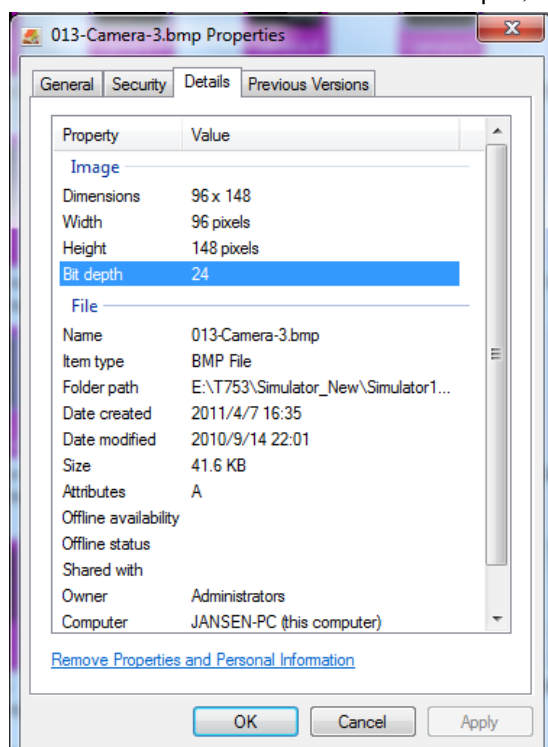 013-Camera-3.bmp Properties
General Security Details Previous Versions
Property Value
Image
Dimensions 96 x 148
Width 96 pixels
Height 148 pixels
Bit depth 24
File
Name 013-Camera-3.bmp
Item type BMP File
Folder path E:\T753\Simulator_New\Simulator1...
Date created 2011/4/7 16:35
Date modified 2010/9/14 22:01
Size 41.6 KB
Attributes A
Offline availability
Offline status
Shared with
Owner Administrators
Computer JANSEN-PC (this computer)
Remove Properties and Personal Information
OK Cancel Apply